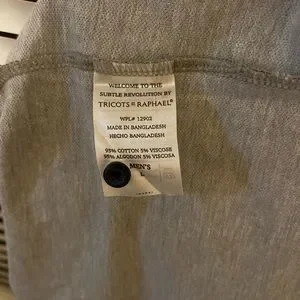 WELCOME TO THE
SUBTLE REVOLUTION BY
TRICOTS ST RAPHAEL®
WPL# 12902
MADE IN BANGLADESH
HECHO BANGLADESH
95% COTTON 5% VISCOSE
95% ALGODON 5% VISCOSA
MEN'S
L